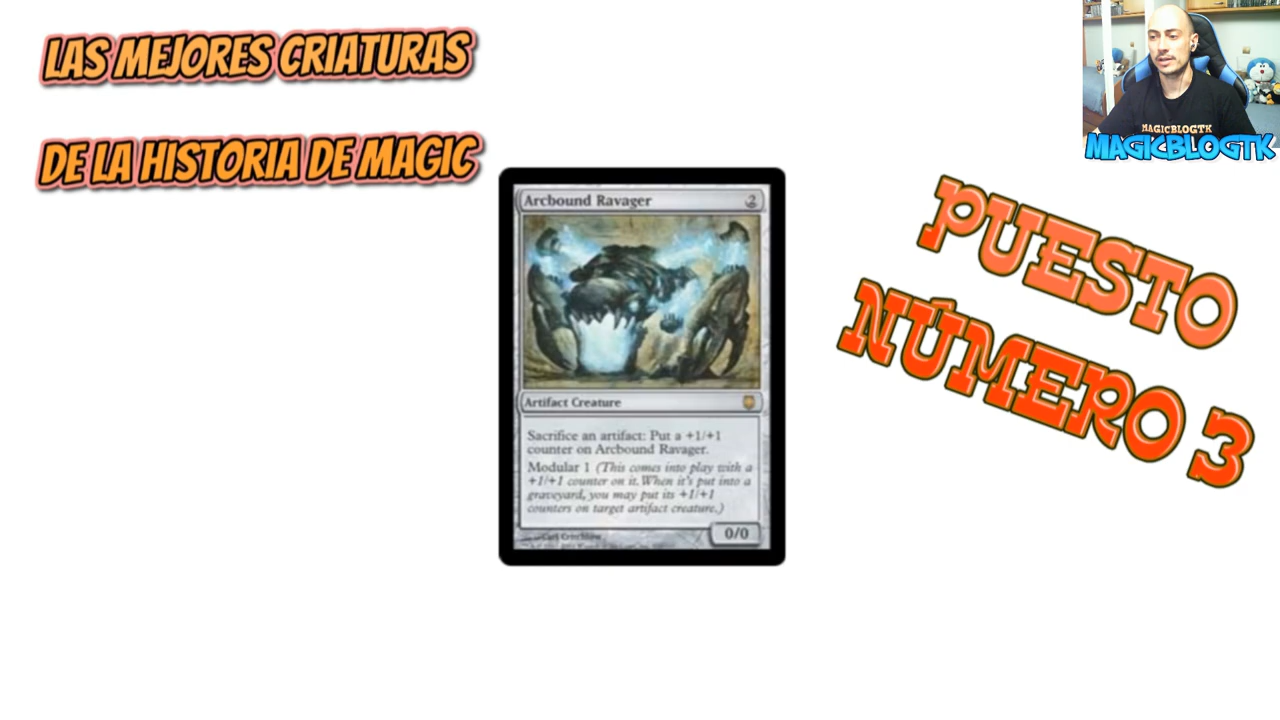 LAS MEJORES CRIATURAS
DE LA HISTORIA DE MAGIC
MAGICBLOGTK
MAGICBLOGTK
PUESTO
NÚMERO 3
Arcbound Ravager 2
Artifact Creature
Sacrifice an artifact: Put a +1/+1
counter on Arcbound Ravager.
Modular 1 (This comes into play with a
+1/+1 counter on it. When it's put into a
graveyard, you may put its +1/+1
counters on target artifact creature.)
0/0